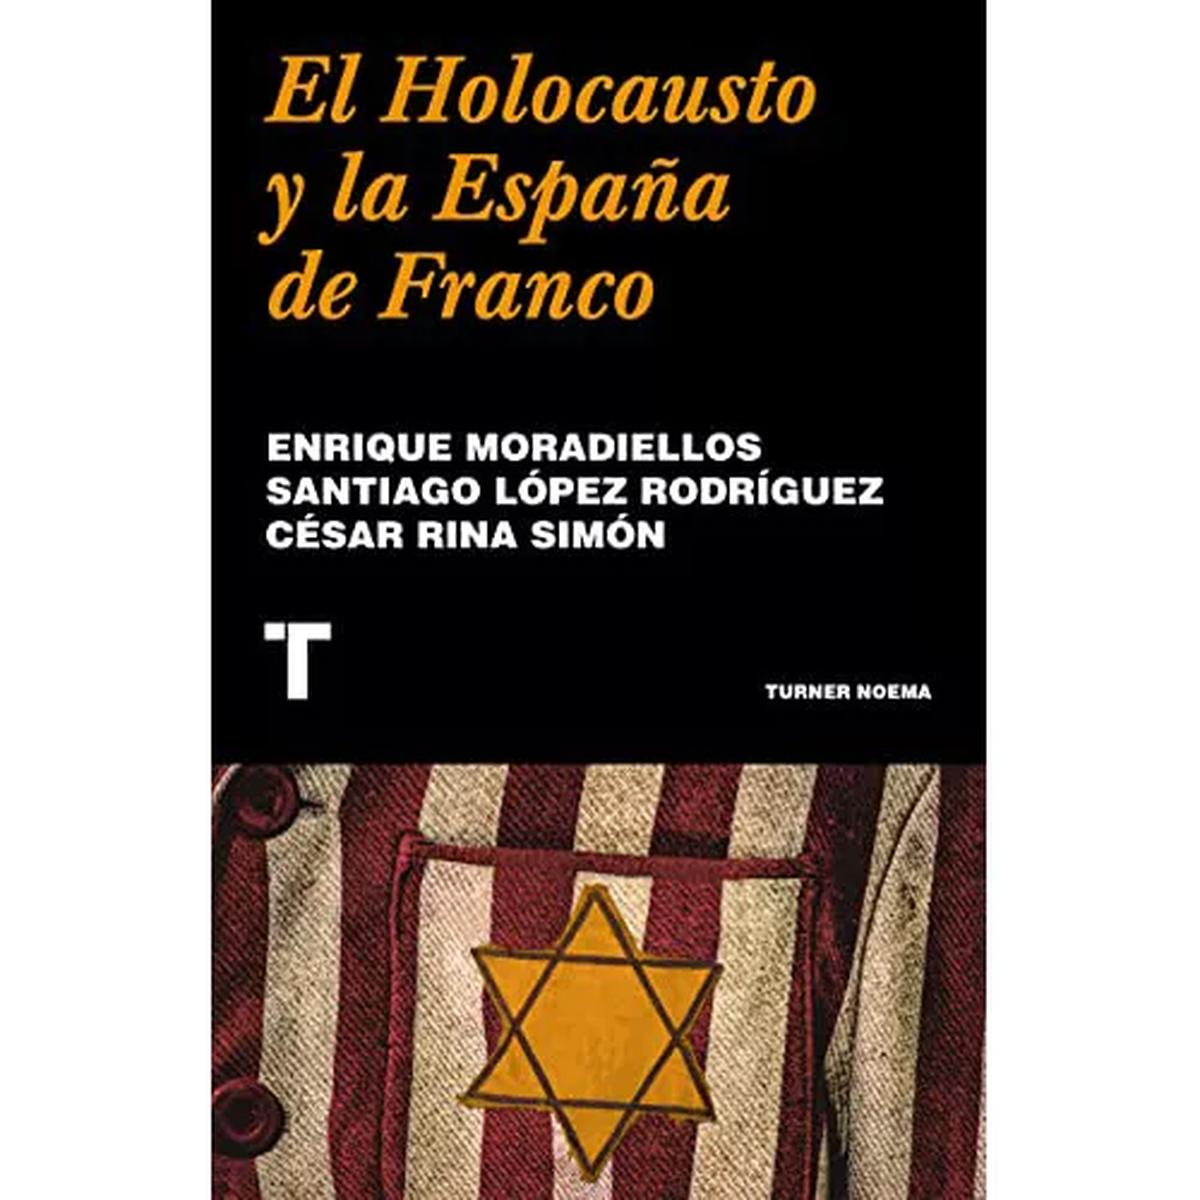 El Holocausto
y la España
de Franco
ENRIQUE MORADIELLOS
SANTIAGO LÓPEZ RODRÍGUEZ
CÉSAR RINA SIMÓN
T
TURNER NOEMA